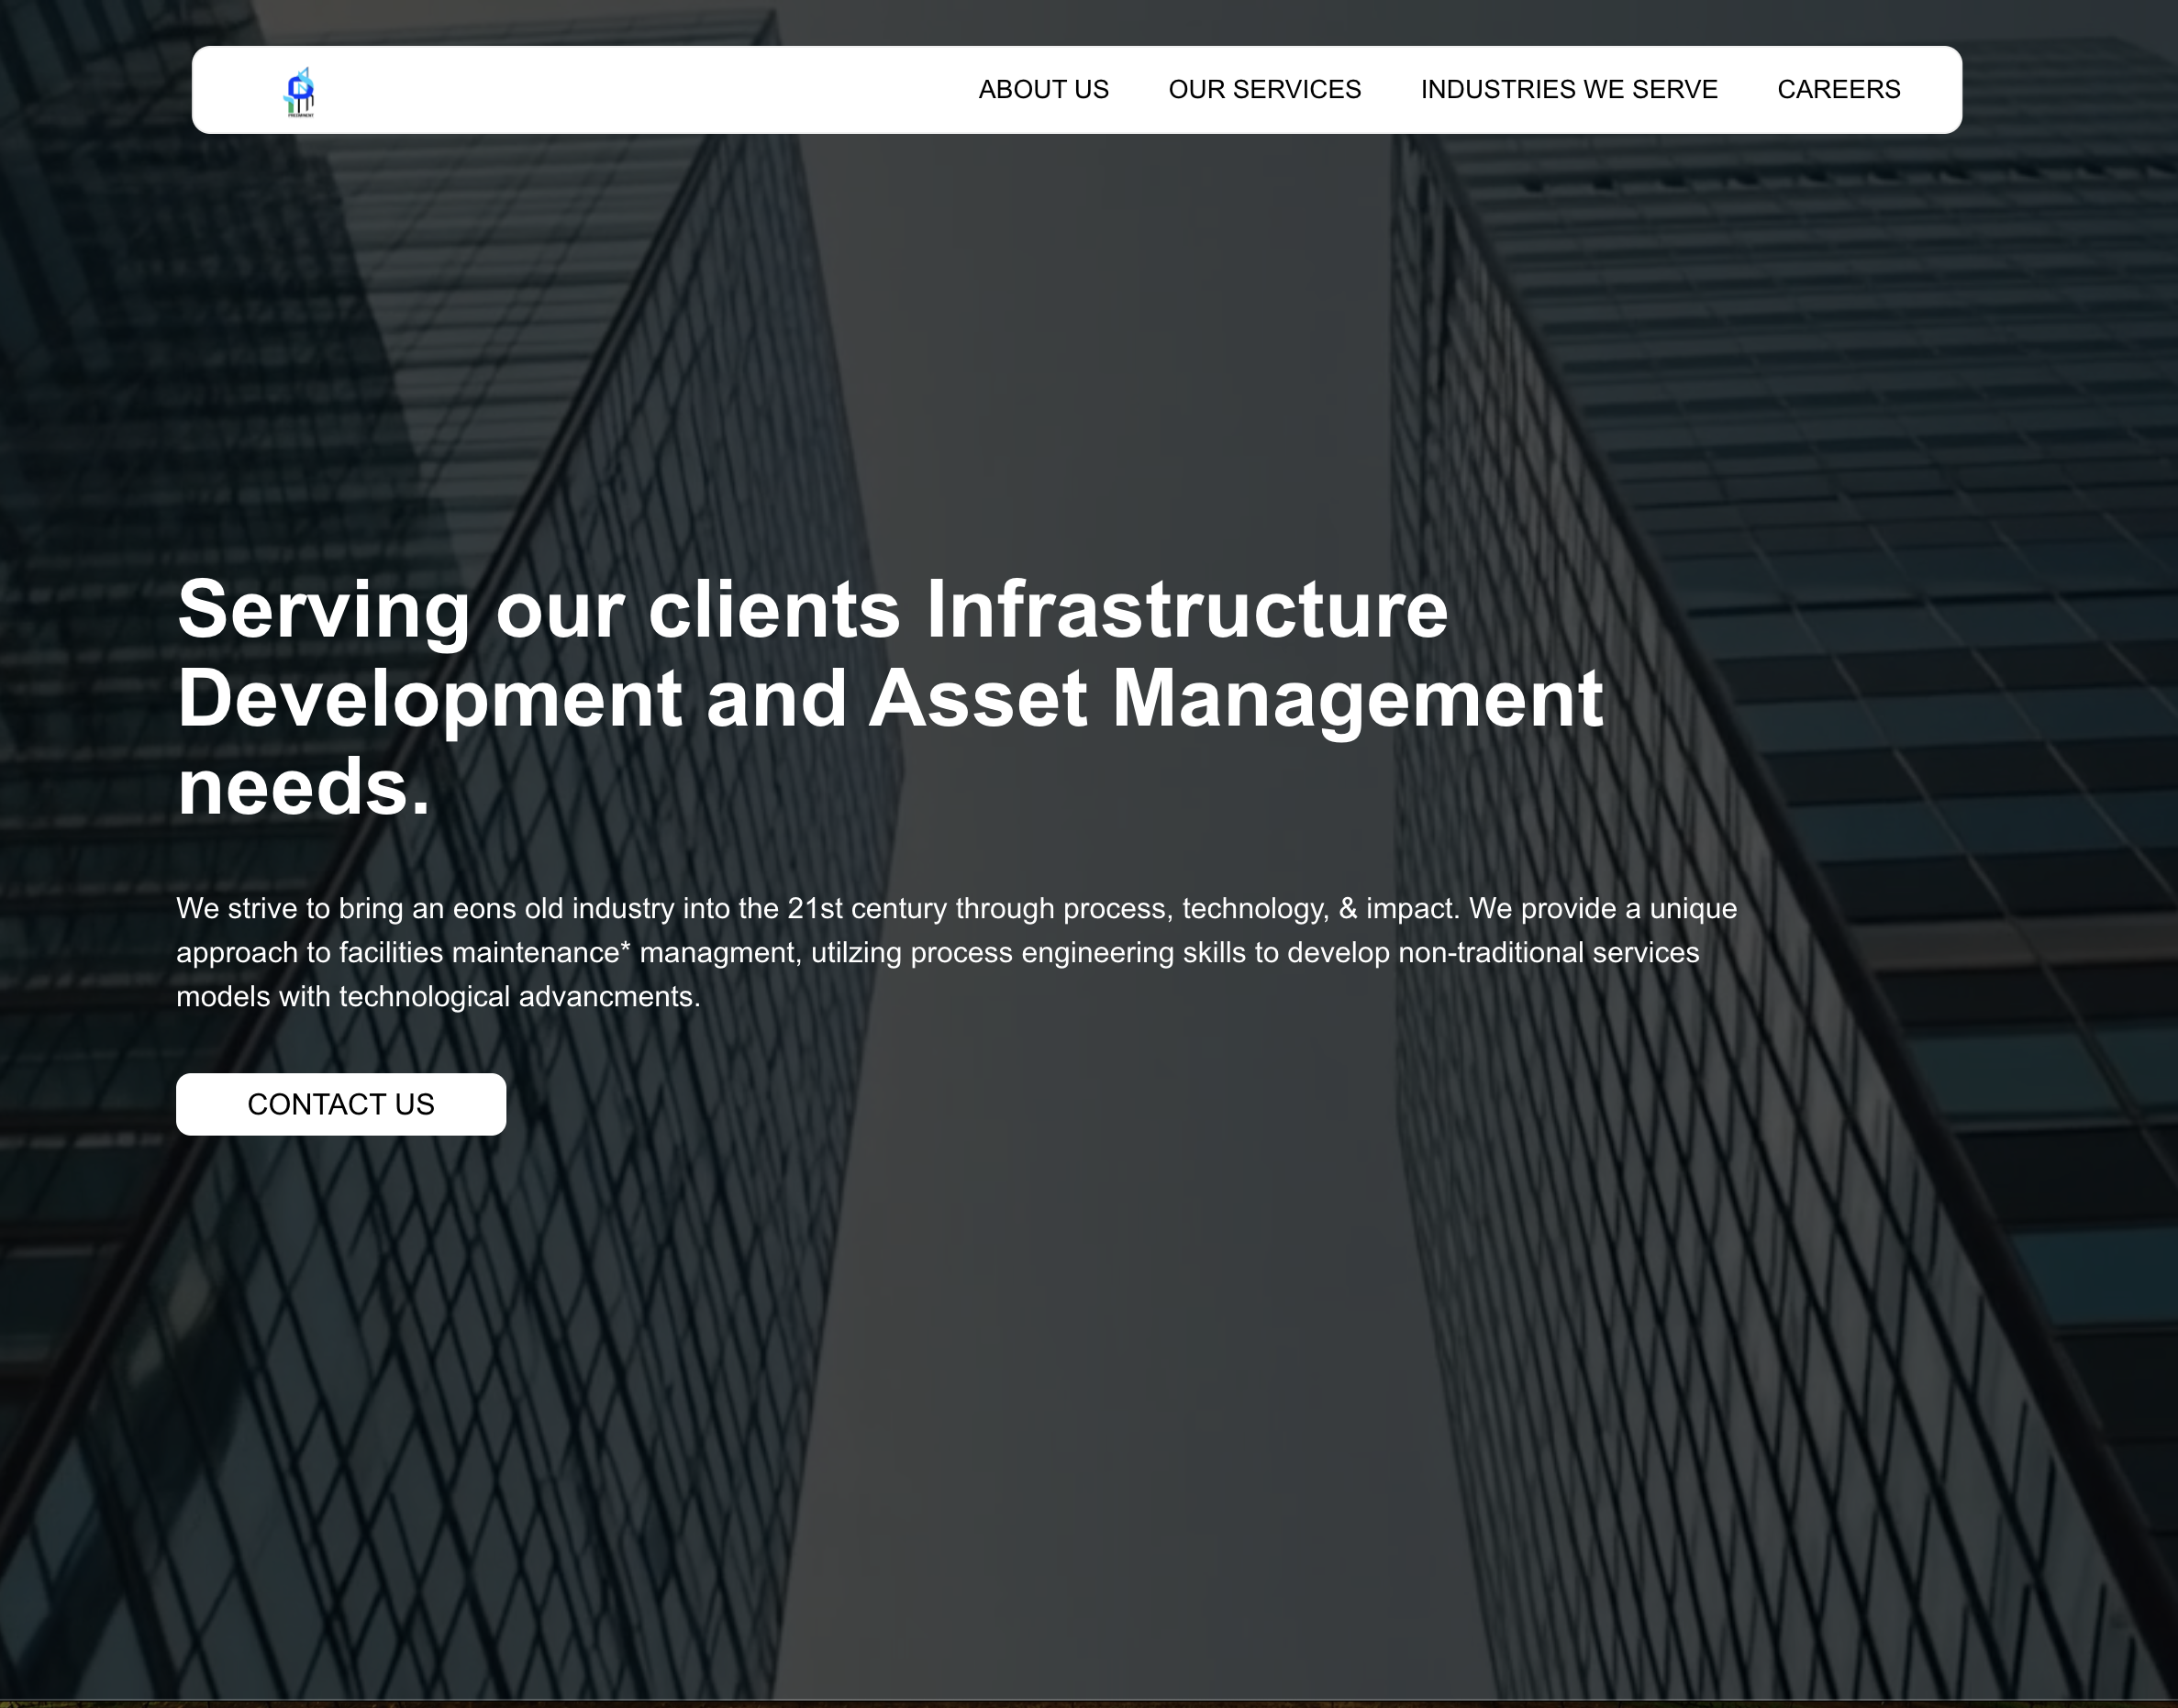 ABOUT US OUR SERVICES INDUSTRIES WE SERVE CAREERS
Serving our clients Infrastructure
Development and Asset Management
needs.
We strive to bring an eons old industry into the 21st century through process, technology, & impact. We provide a unique
approach to facilities maintenance* managment, utilzing process engineering skills to develop non-traditional services
models with technological advancments.
CONTACT US